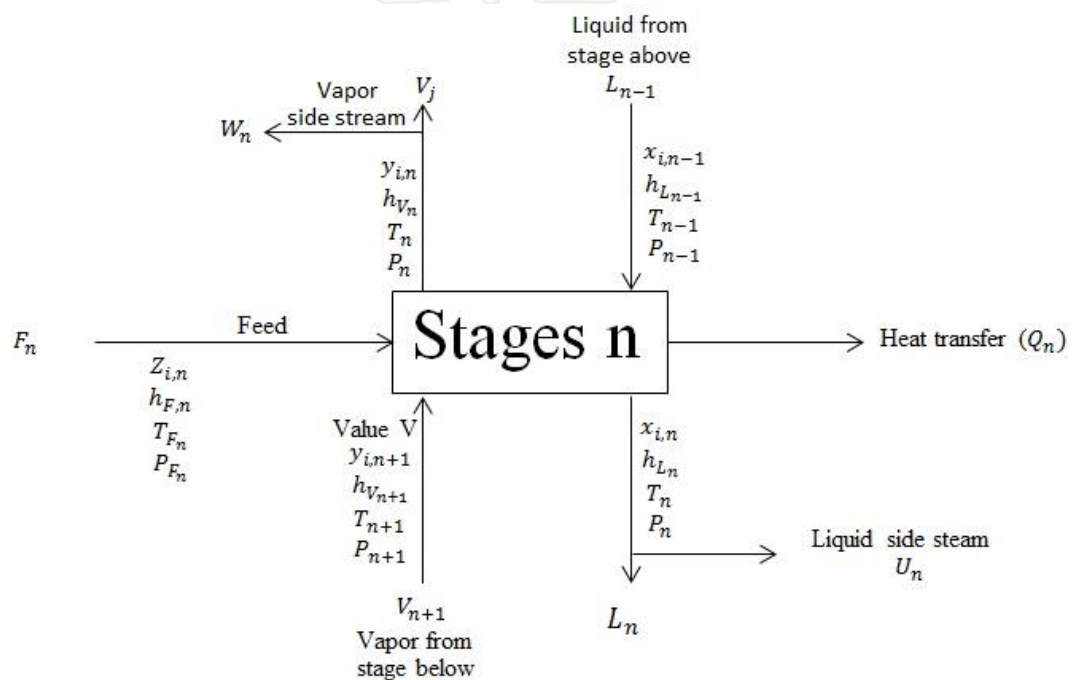 Liquid from
stage above
L_{n-1}
Vapor
side stream
V_j
W_n
y_{i,n}
h_{V_n}
T_n
P_n
x_{i,n-1}
h_{L_{n-1}}
T_{n-1}
P_{n-1}
F_n
Feed
Stages n
Heat transfer (Q_n)
Z_{i,n}
h_{F,n}
T_{F_n}
P_{F_n}
Value V
y_{i,n+1}
h_{V_{n+1}}
T_{n+1}
P_{n+1}
x_{i,n}
h_{L_n}
T_n
P_n
Liquid side steam
U_n
V_{n+1}
Vapor from
stage below
L_n